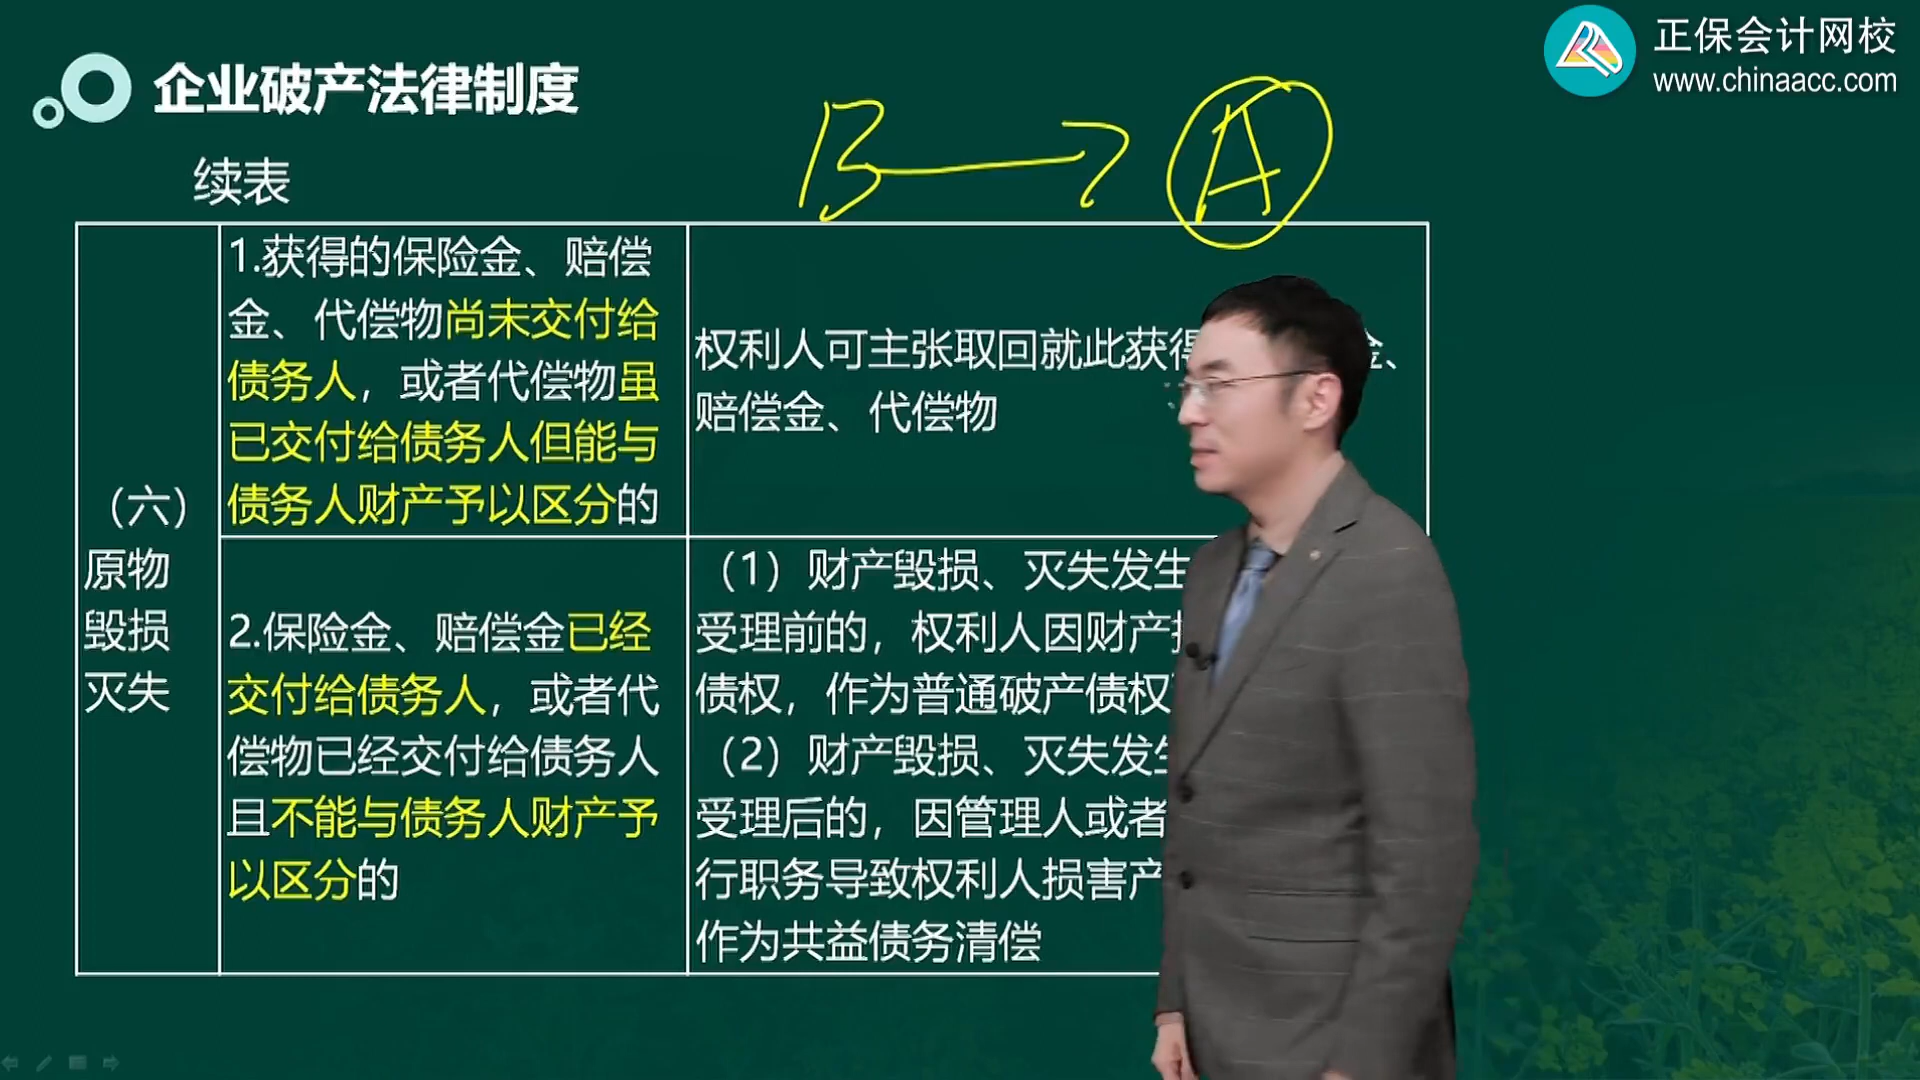 正保会计网校
www.chinaacc.com
企业破产法律制度
B A
续表
（六）
原物
毁损
灭失
1.获得的保险金、赔偿
金、代偿物尚未交付给
债务人，或者代偿物虽
已交付给债务人但能与
债务人财产予以区分的
权利人可主张取回就此获
赔偿金、代偿物
2.保险金、赔偿金已经
交付给债务人，或者代
偿物已经交付给债务人
且不能与债务人财产予
以区分的
（1）财产毁损、灭失发生
受理前的，权利人因财产
债权，作为普通破产债权
（2）财产毁损、灭失发生
受理后的，因管理人或者
行职务导致权利人损害产
作为共益债务清偿